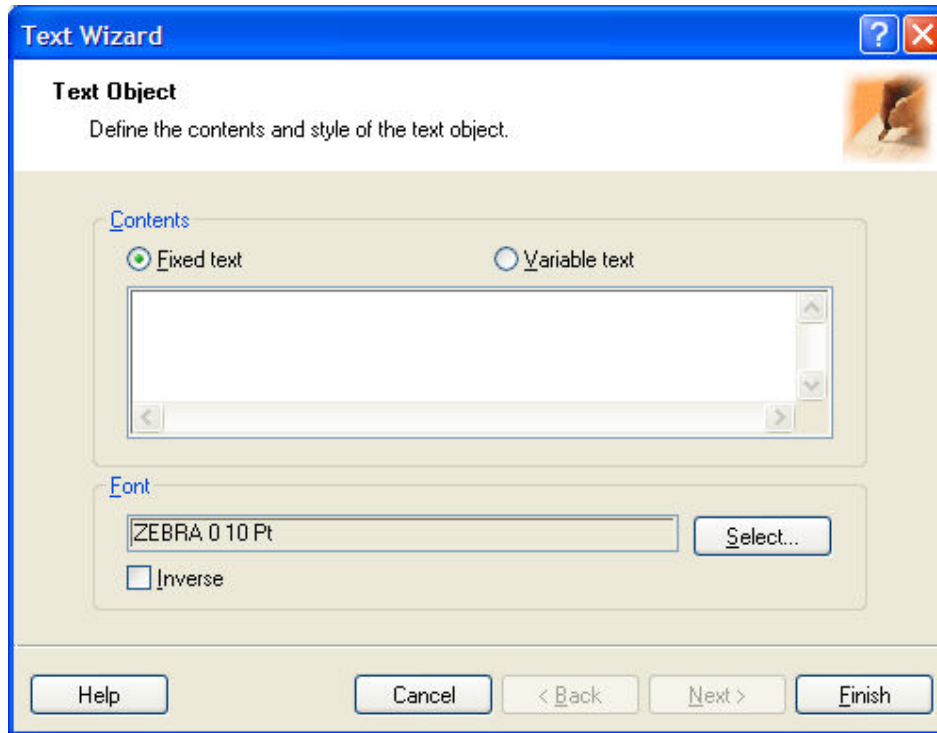 Text Wizard
Text Object
Define the contents and style of the text object.
Contents
Fixed text Variable text
Font
ZEBRA 0 10 Pt Select...
Inverse
Help Cancel < Back Next > Finish